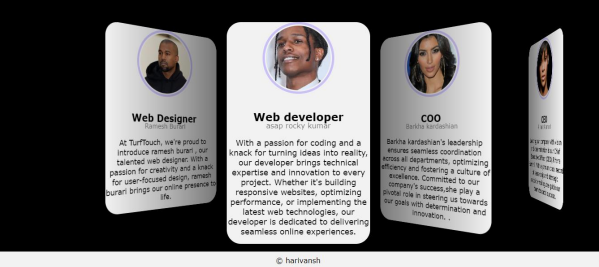 Web Designer
Ramesh Burari
At TurfTouch, we're proud to
introduce ramesh burari , our
talented web designer. With a
passion for creativity and a knack
for user-focused design, ramesh
burari brings our online presence to
life.
Web developer
asap rocky kumar
With a passion for coding and a
knack for turning ideas into reality,
our developer brings technical
expertise and innovation to every
project. Whether it's building
responsive websites, optimizing
performance, or implementing the
latest web technologies, our
developer is dedicated to delivering
seamless online experiences.
COO
Barkha kardashian
Barkha kardashian's leadership
ensures seamless coordination
across all departments, optimizing
efficiency and fostering a culture of
excellence. Committed to our
company's success,she play a
pivotal role in steering us towards
our goals with determination and
innovation. .
© harivansh